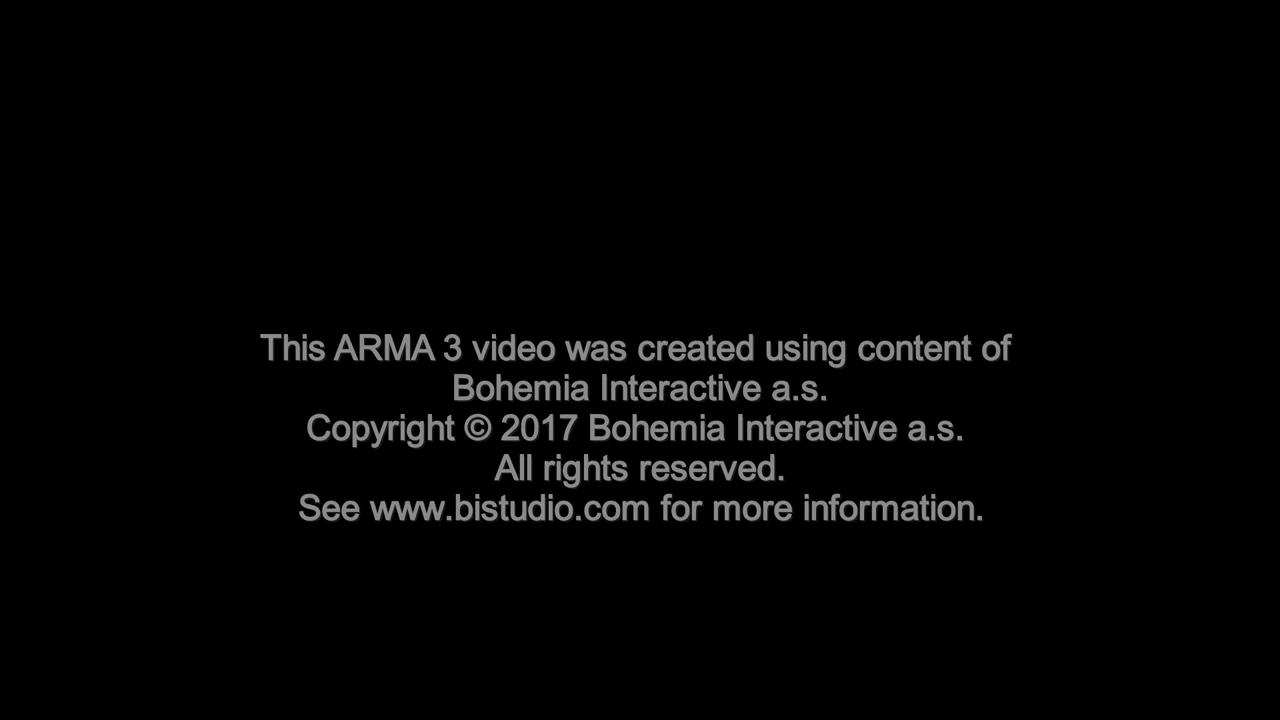 This ARMA 3 video was created using content of
Bohemia Interactive a.s.
Copyright © 2017 Bohemia Interactive a.s.
All rights reserved.
See www.bistudio.com for more information.